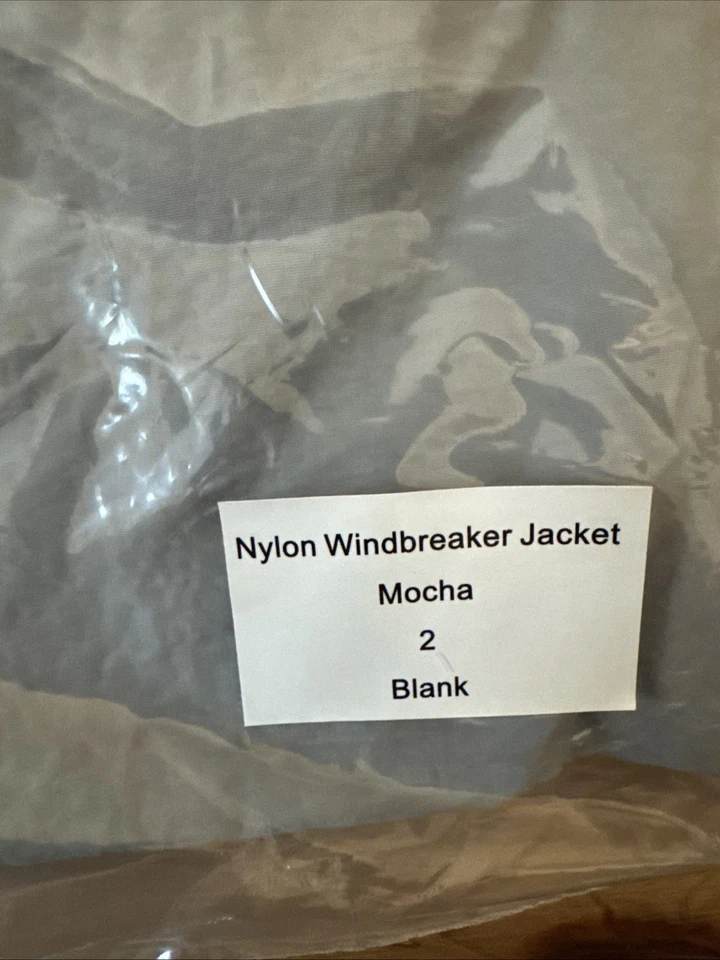 Nylon Windbreaker Jacket
Mocha
2
Blank